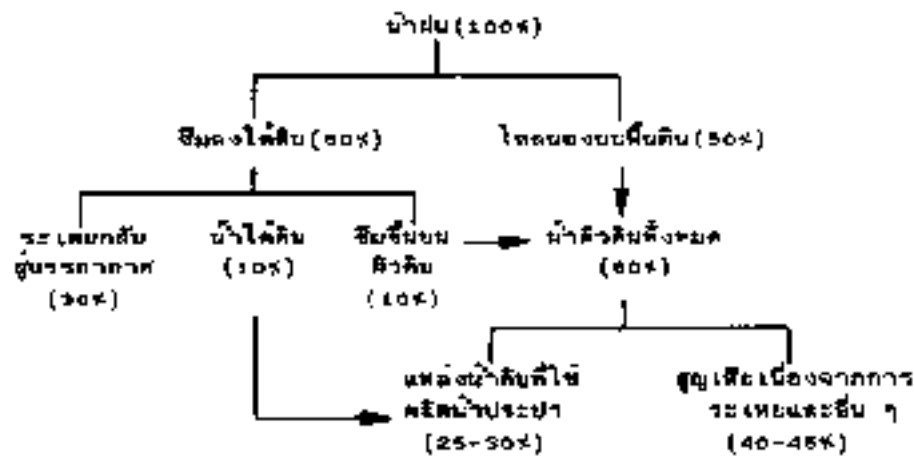 น้ำฝน (100%)
ซึมลงใต้ดิน (50%)
ไหลนองบนพื้นดิน (50%)
ระเหยกลับ
สู่บรรยากาศ
(30%)
น้ำใต้ดิน
(10%)
ซึมขึ้นบน
ผิวดิน
(10%)
น้ำผิวดินทั้งหมด
(60%)
แหล่งน้ำดิบที่ใช้
ผลิตน้ำประปา
(25-30%)
สูญเสียเนื่องจากการ
ระเหยและอื่น ๆ
(40-45%)